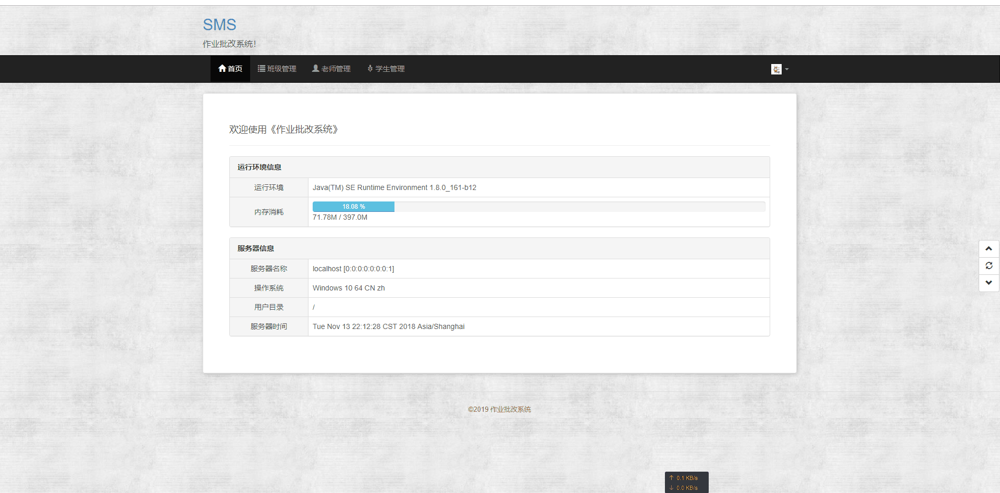 SMS
作业批改系统!
首页 班级管理 老师管理 学生管理
欢迎使用《作业批改系统》
运行环境信息
运行环境 Java(TM) SE Runtime Environment 1.8.0_161-b12
内存消耗 18.08 %
71.78M / 397.0M
服务器信息
服务器名称 localhost [0:0:0:0:0:0:0:1]
操作系统 Windows 10 64 CN zh
用户目录 /
服务器时间 Tue Nov 13 22:12:28 CST 2018 Asia/Shanghai
©2019 作业批改系统
↑ 0.1 KB/s
↓ 0.0 KB/s